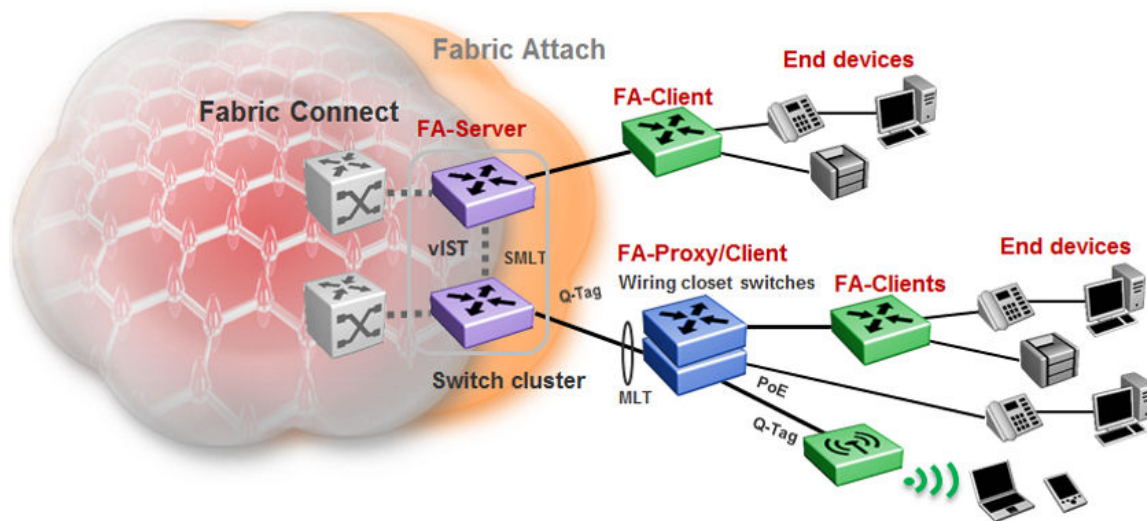 Fabric Attach
End devices
FA-Client
Fabric Connect
FA-Server
vIST
SMLT
FA-Proxy/Client
Wiring closet switches
End devices
FA-Clients
Q-Tag
Switch cluster
MLT
PoE
Q-Tag